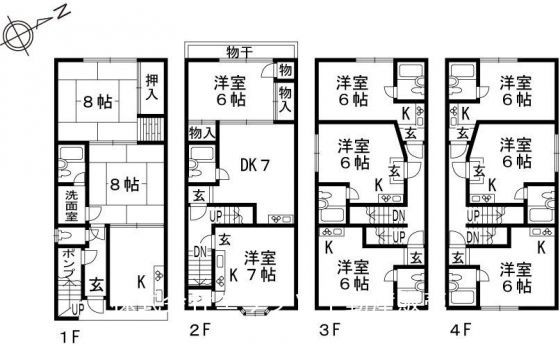 N
8帖
押入
8帖
洗面室
ポンプ
玄
K
UP
1F
物干
洋室
6帖
物
物入
物入
DK7
玄
UP
DN
玄
K
洋室
7帖
2F
洋室
6帖
K
玄
洋室
6帖
玄
K
DN
UP
K
玄
洋室
6帖
3F
洋室
6帖
K
玄
洋室
6帖
K
UP
DN
玄
K
洋室
6帖
4F